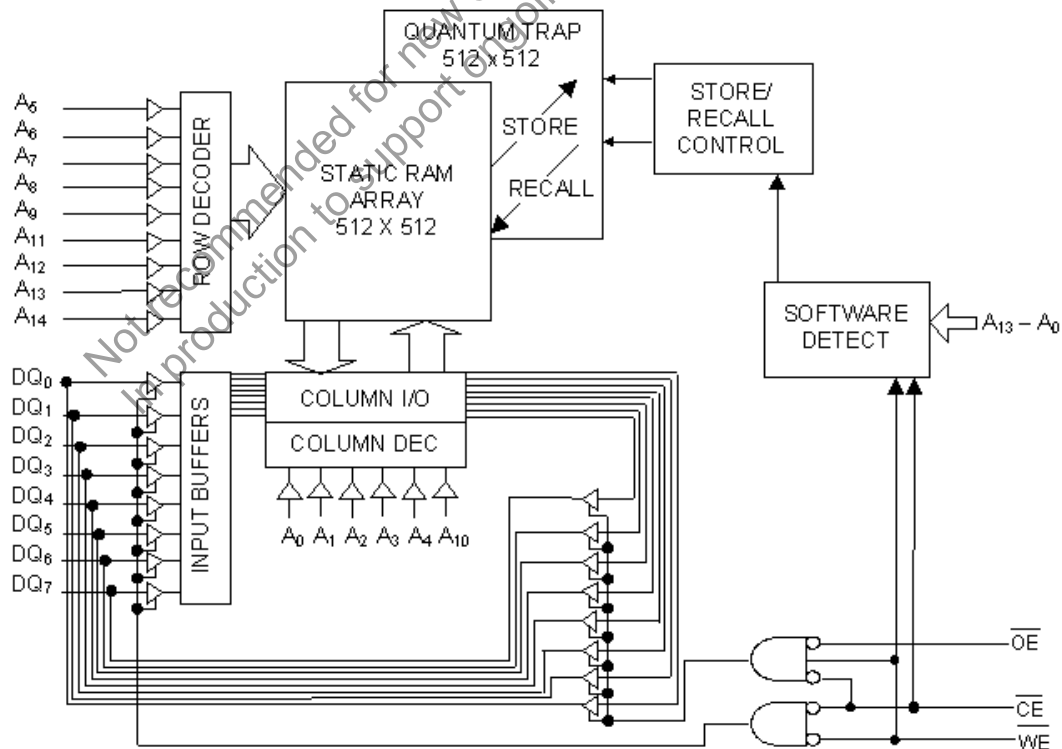 QUANTUM TRAP
512 x 512
STORE
RECALL
STATIC RAM
ARRAY
512 X 512
STORE/
RECALL
CONTROL
A5
A6
A7
A8
A9
A11
A12
A13
A14
ROW DECODER
SOFTWARE
DETECT
A13 – A0
DQ0
DQ1
DQ2
DQ3
DQ4
DQ5
DQ6
DQ7
INPUT BUFFERS
COLUMN I/O
COLUMN DEC
A0 A1 A2 A3 A4 A10
OE
CE
WE
Not recommended for new
In production to support ongoin